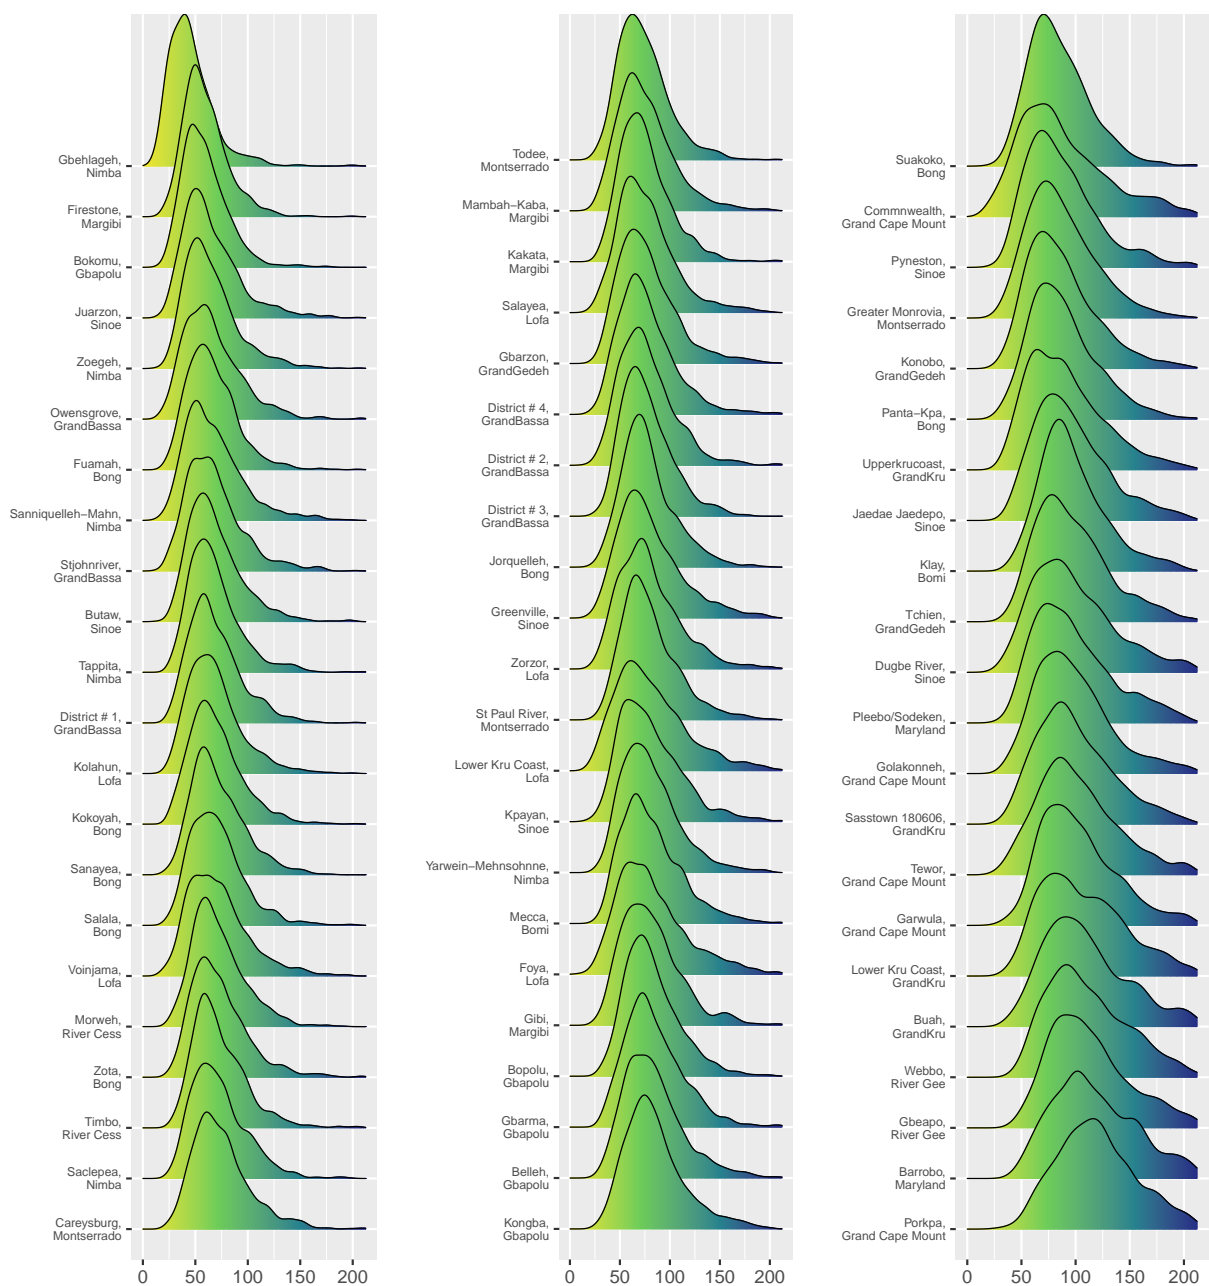 Gbehlageh,
Nimba
Firestone,
Margibi
Bokomu,
Gbapolu
Juarzon,
Sinoe
Zoegeh,
Nimba
Owensgrove,
GrandBassa
Fuamah,
Bong
Sanniquelleh−Mahn,
Nimba
Stjohnriver,
GrandBassa
Butaw,
Sinoe
Tappita,
Nimba
District # 1,
GrandBassa
Kolahun,
Lofa
Kokoyah,
Bong
Sanayea,
Bong
Salala,
Bong
Voinjama,
Lofa
Morweh,
River Cess
Zota,
Bong
Timbo,
River Cess
Saclepea,
Nimba
Careysburg,
Montserrado
0 50 100 150 200
Todee,
Montserrado
Mambah−Kaba,
Margibi
Kakata,
Margibi
Salayea,
Lofa
Gbarzon,
GrandGedeh
District # 4,
GrandBassa
District # 2,
GrandBassa
District # 3,
GrandBassa
Jorquelleh,
Bong
Greenville,
Sinoe
Zorzor,
Lofa
St Paul River,
Montserrado
Lower Kru Coast,
Lofa
Kpayan,
Sinoe
Yarwein−Mehnsohnne,
Nimba
Mecca,
Bomi
Foya,
Lofa
Gibi,
Margibi
Bopolu,
Gbapolu
Gbarma,
Gbapolu
Belleh,
Gbapolu
Kongba,
Gbapolu
0 50 100 150 200
Suakoko,
Bong
Commnwealth,
Grand Cape Mount
Pyneston,
Sinoe
Greater Monrovia,
Montserrado
Konobo,
GrandGedeh
Panta−Kpa,
Bong
Upperkrucoast,
GrandKru
Jaedae Jaedepo,
Sinoe
Klay,
Bomi
Tchien,
GrandGedeh
Dugbe River,
Sinoe
Pleebo/Sodeken,
Maryland
Golakonneh,
Grand Cape Mount
Sasstown 180606,
GrandKru
Tewor,
Grand Cape Mount
Garwula,
Grand Cape Mount
Lower Kru Coast,
GrandKru
Buah,
GrandKru
Webbo,
River Gee
Gbeapo,
River Gee
Barrobo,
Maryland
Porkpa,
Grand Cape Mount
0 50 100 150 200